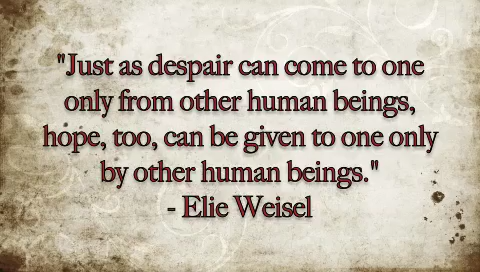 "Just as despair can come to one
only from other human beings,
hope, too, can be given to one only
by other human beings."
- Elie Weisel